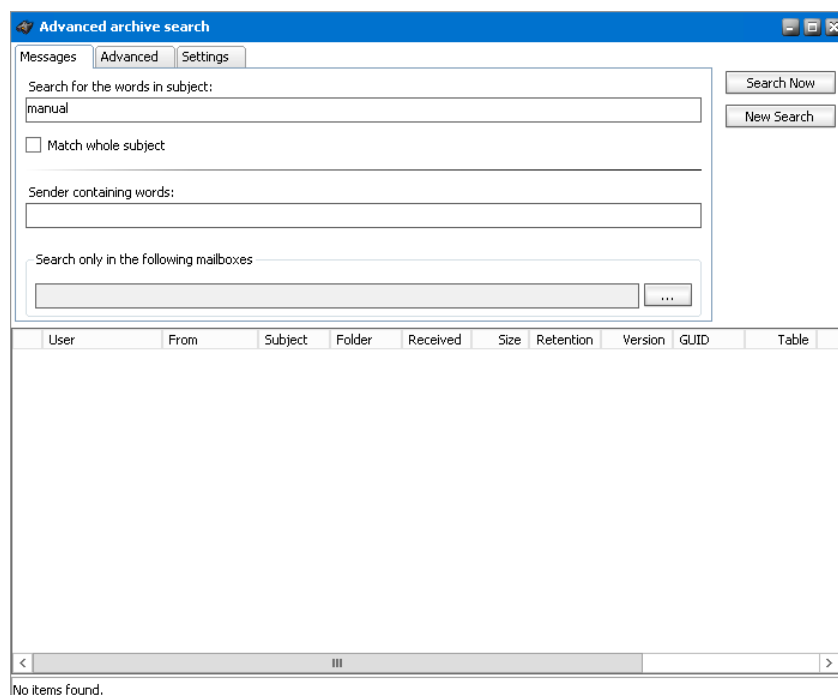 Advanced archive search
Messages Advanced Settings
Search for the words in subject:
manual
Match whole subject
Sender containing words:
Search only in the following mailboxes
...
Search Now
New Search
User From Subject Folder Received Size Retention Version GUID Table
No items found.